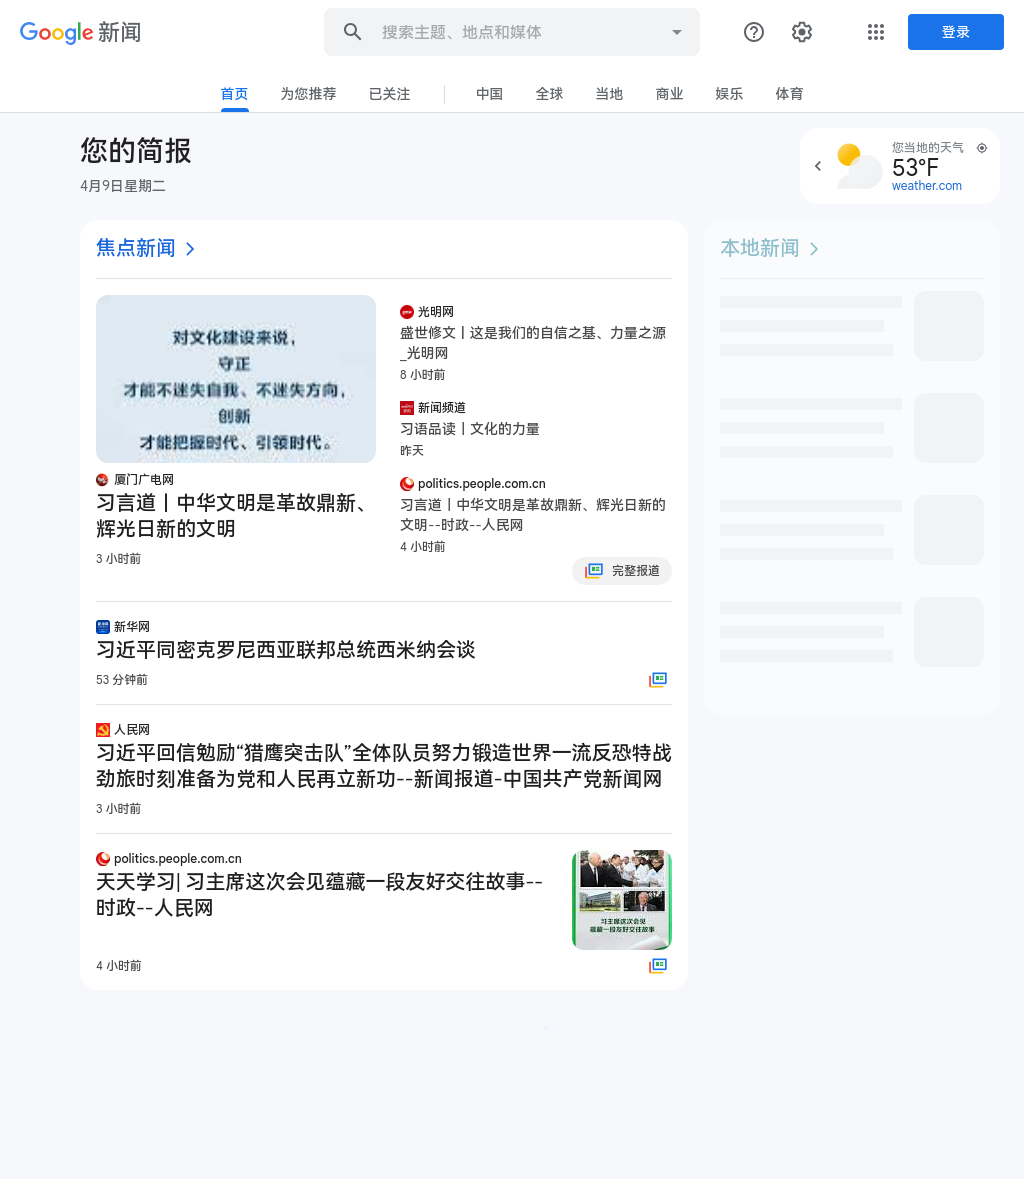 Google 新闻
搜索主题、地点和媒体
登录
首页
为您推荐
已关注
中国
全球
当地
商业
娱乐
体育
您的简报
4月9日星期二
您当地的天气
53°F
weather.com
焦点新闻
对文化建设来说，
守正
才能不迷失自我、不迷失方向，
创新
才能把握时代、引领时代。
厦门广电网
习言道丨中华文明是革故鼎新、
辉光日新的文明
3 小时前
光明网
盛世修文丨这是我们的自信之基、力量之源
_光明网
8 小时前
新闻频道
习语品读丨文化的力量
昨天
politics.people.com.cn
习言道丨中华文明是革故鼎新、辉光日新的
文明--时政--人民网
4 小时前
完整报道
新华网
习近平同密克罗尼西亚联邦总统西米纳会谈
53 分钟前
人民网
习近平回信勉励“猎鹰突击队”全体队员努力锻造世界一流反恐特战
劲旅时刻准备为党和人民再立新功--新闻报道-中国共产党新闻网
3 小时前
politics.people.com.cn
天天学习| 习主席这次会见蕴藏一段友好交往故事--
时政--人民网
习主席这次会见
蕴藏一段友好交往故事
4 小时前
本地新闻